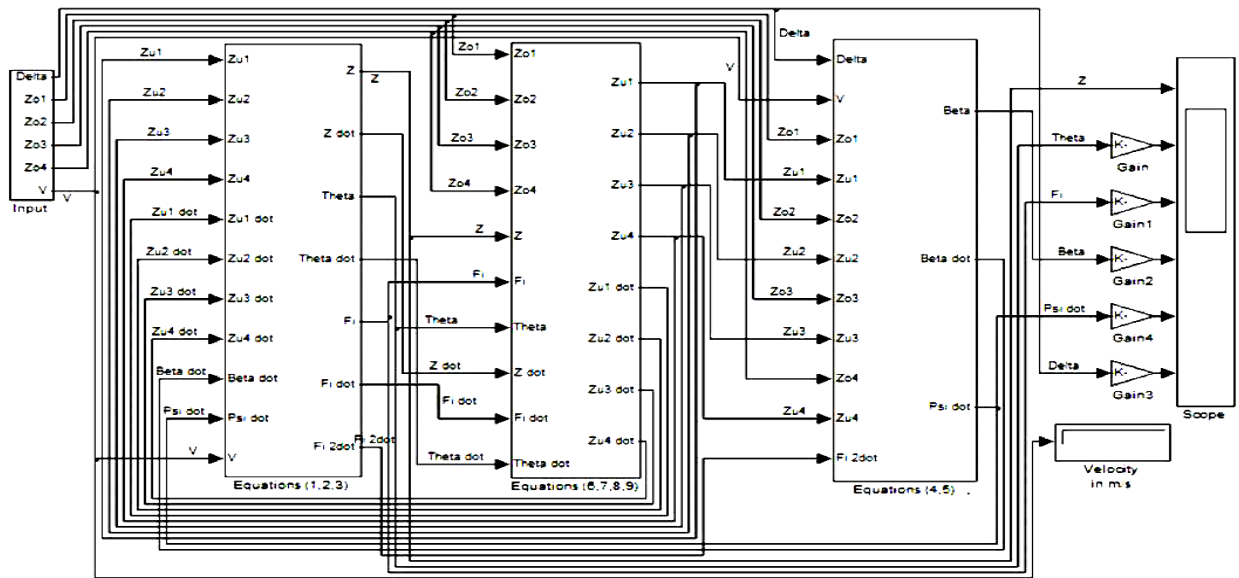 Delta
Zo1
Zo2
Zo3
Zo4
V
Input
V
Zu1
Zu2
Zu3
Zu4
Zu1 dot
Zu2 dot
Zu3 dot
Zu4 dot
Beta dot
Psi dot
V
Zu1
Zu2
Zu3
Zu4
Zu1 dot
Zu2 dot
Zu3 dot
Zu4 dot
Beta dot
Psi dot
V
Z
Z dot
Theta
Theta dot
Fi
Fi dot
Fi 2dot
Equations (1,2,3)
Z
Fi 2dot
Zo1
Zo2
Zo3
Zo4
Z
Fi
Theta
Z dot
Fi dot
Theta dot
Zo1
Zo2
Zo3
Zo4
Z
Fi
Theta
Z dot
Fi dot
Theta dot
Zu1
Zu2
Zu3
Zu4
Zu1 dot
Zu2 dot
Zu3 dot
Zu4 dot
Equations (6,7,8,9)
Delta
V
Zo1
Zu1
Zo2
Zu2
Zo3
Zu3
Zu4
Delta
V
Zo1
Zu1
Zo2
Zu2
Zo3
Zu3
Zo4
Zu4
Fi 2dot
Beta
Beta dot
Psi dot
Equations (4,5)
Z
Theta
Fi
Beta
Psi dot
Delta
K-
Gain
K-
Gain1
K-
Gain2
K-
Gain4
K-
Gain3
Scope
Velocity
in m/s